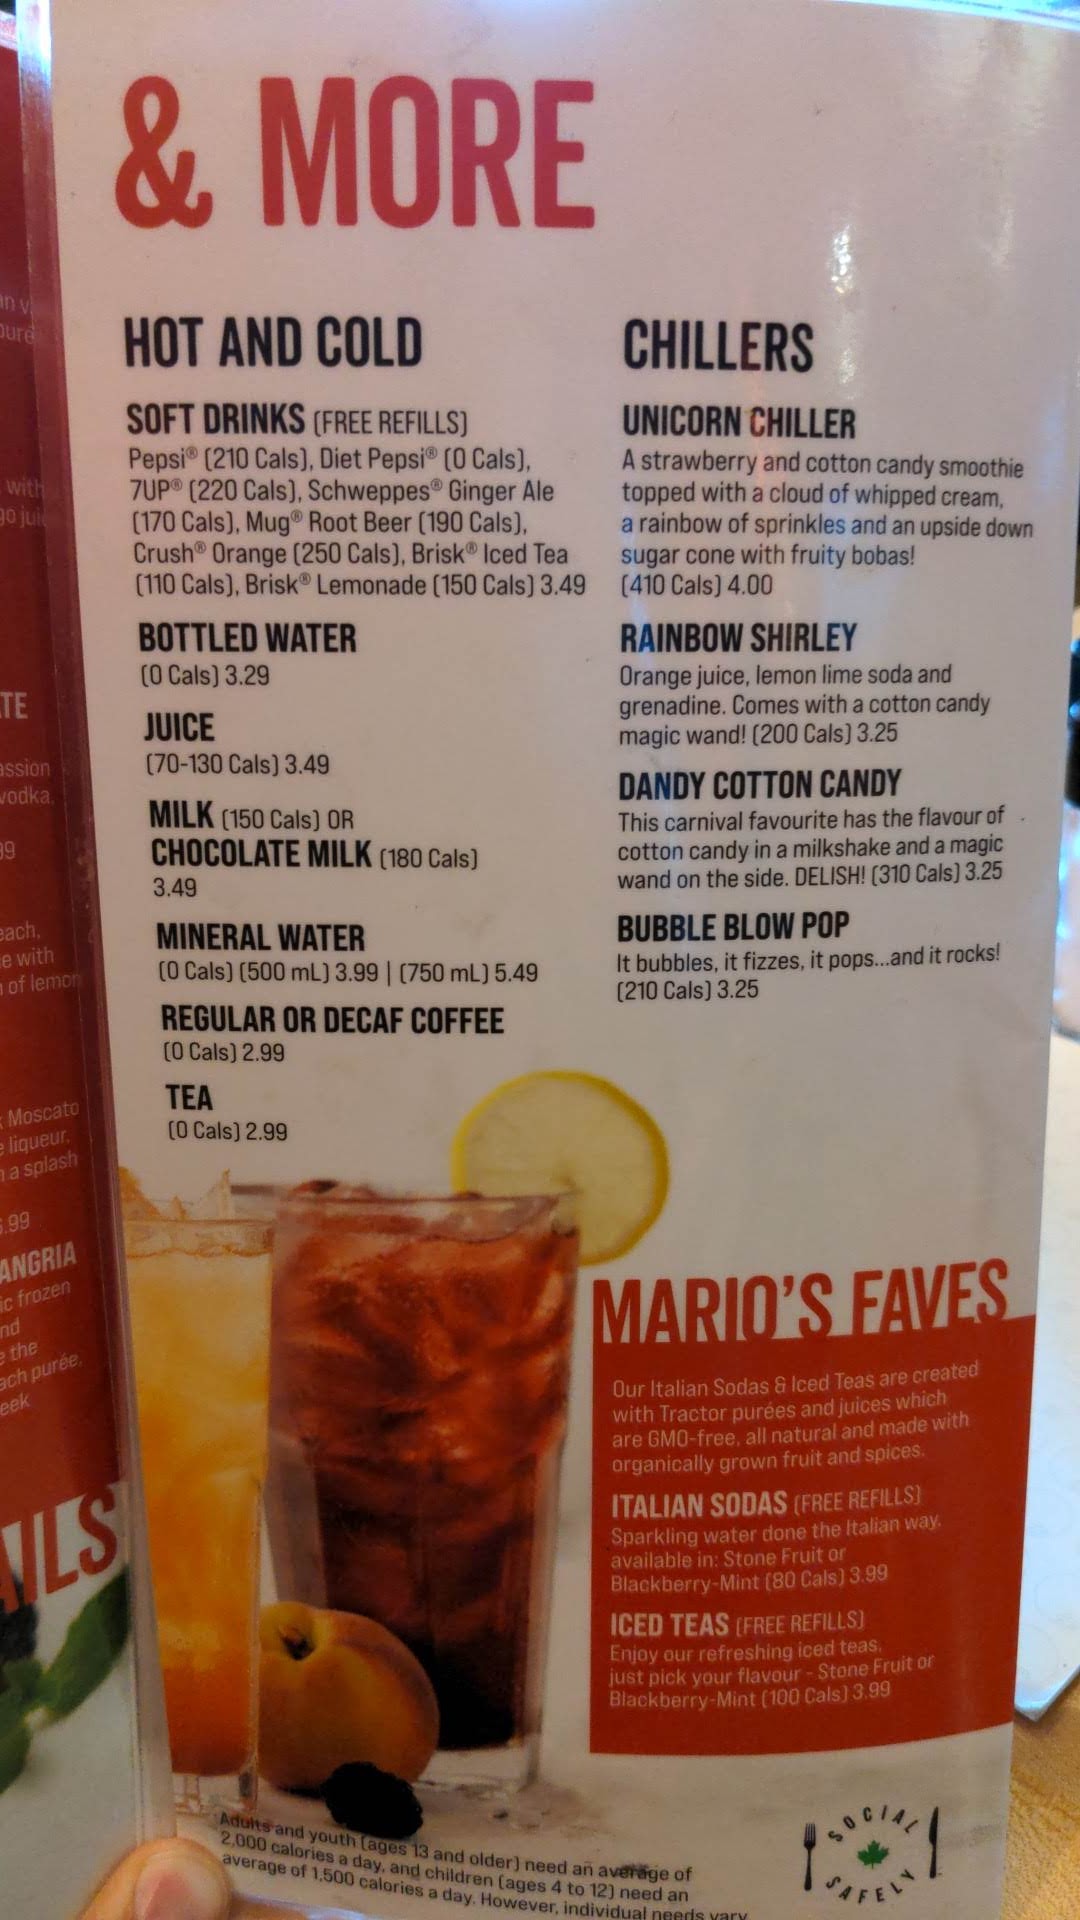 & MORE
HOT AND COLD
SOFT DRINKS (FREE REFILLS)
Pepsi® (210 Cals), Diet Pepsi® (0 Cals),
7UP® (220 Cals), Schweppes® Ginger Ale
(170 Cals), Mug® Root Beer (190 Cals),
Crush® Orange (250 Cals), Brisk® Iced Tea
(110 Cals), Brisk® Lemonade (150 Cals) 3.49
BOTTLED WATER
(0 Cals) 3.29
JUICE
(70-130 Cals) 3.49
MILK (150 Cals) OR
CHOCOLATE MILK (180 Cals)
3.49
MINERAL WATER
(0 Cals) (500 mL) 3.99 | (750 mL) 5.49
REGULAR OR DECAF COFFEE
(0 Cals) 2.99
TEA
(0 Cals) 2.99
CHILLERS
UNICORN CHILLER
A strawberry and cotton candy smoothie
topped with a cloud of whipped cream,
a rainbow of sprinkles and an upside down
sugar cone with fruity bobas!
(410 Cals) 4.00
RAINBOW SHIRLEY
Orange juice, lemon lime soda and
grenadine. Comes with a cotton candy
magic wand! (200 Cals) 3.25
DANDY COTTON CANDY
This carnival favourite has the flavour of
cotton candy in a milkshake and a magic
wand on the side. DELISH! (310 Cals) 3.25
BUBBLE BLOW POP
It bubbles, it fizzes, it pops...and it rocks!
(210 Cals) 3.25
MARIO'S FAVES
Our Italian Sodas & Iced Teas are created
with Tractor purées and juices which
are GMO-free, all natural and made with
organically grown fruit and spices.
ITALIAN SODAS (FREE REFILLS)
Sparkling water done the Italian way,
available in: Stone Fruit or
Blackberry-Mint (80 Cals) 3.99
ICED TEAS (FREE REFILLS)
Enjoy our refreshing iced teas,
just pick your flavour - Stone Fruit or
Blackberry-Mint (100 Cals) 3.99
Adults and youth (ages 13 and older) need an average of
2,000 calories a day, and children (ages 4 to 12) need an
average of 1,500 calories a day. However, individual needs vary
SOCIAL
SAFELY
with
vodka,
each,
e with
of lemon
Moscato
liqueur,
a splash
frozen
the
purée,